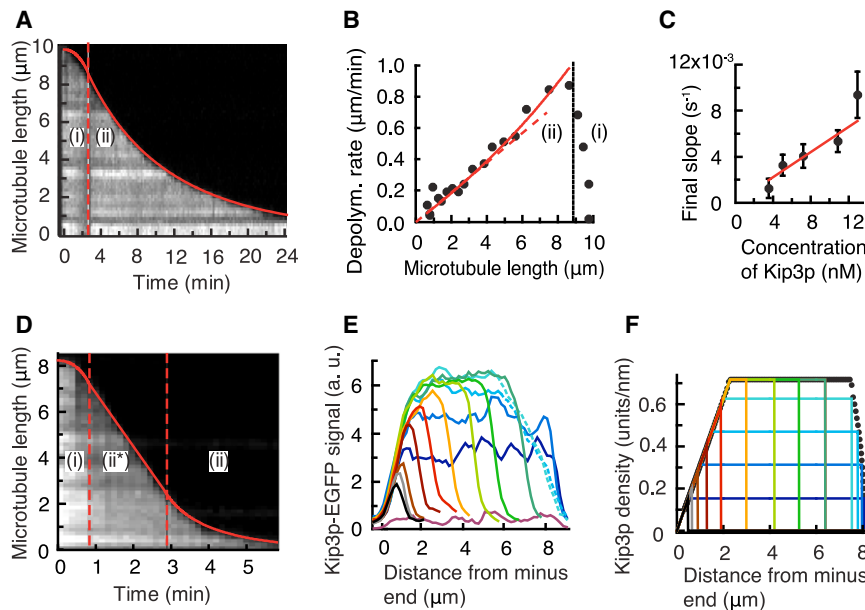 A
Microtubule length (µm)
10
8
6
4
2
0
(i)
(ii)
0 4 8 12 16 20 24
Time (min)
B
Depolym. rate (µm/min)
1.0
0.8
0.6
0.4
0.2
0.0
(ii)
(i)
0 2 4 6 8 10
Microtubule length (µm)
C
Final slope (s⁻¹)
12x10⁻³
8
4
0
0 4 8 12
Concentration
of Kip3p (nM)
D
Microtubule length (µm)
8
6
4
2
0
(i)
(ii*)
(ii)
0 1 2 3 4 5
Time (min)
E
Kip3p-EGFP signal (a. u.)
6
4
2
0
0 2 4 6 8
Distance from minus
end (µm)
F
Kip3p density (units/nm)
0.6
0.4
0.2
0
0 2 4 6 8
Distance from minus
end (µm)